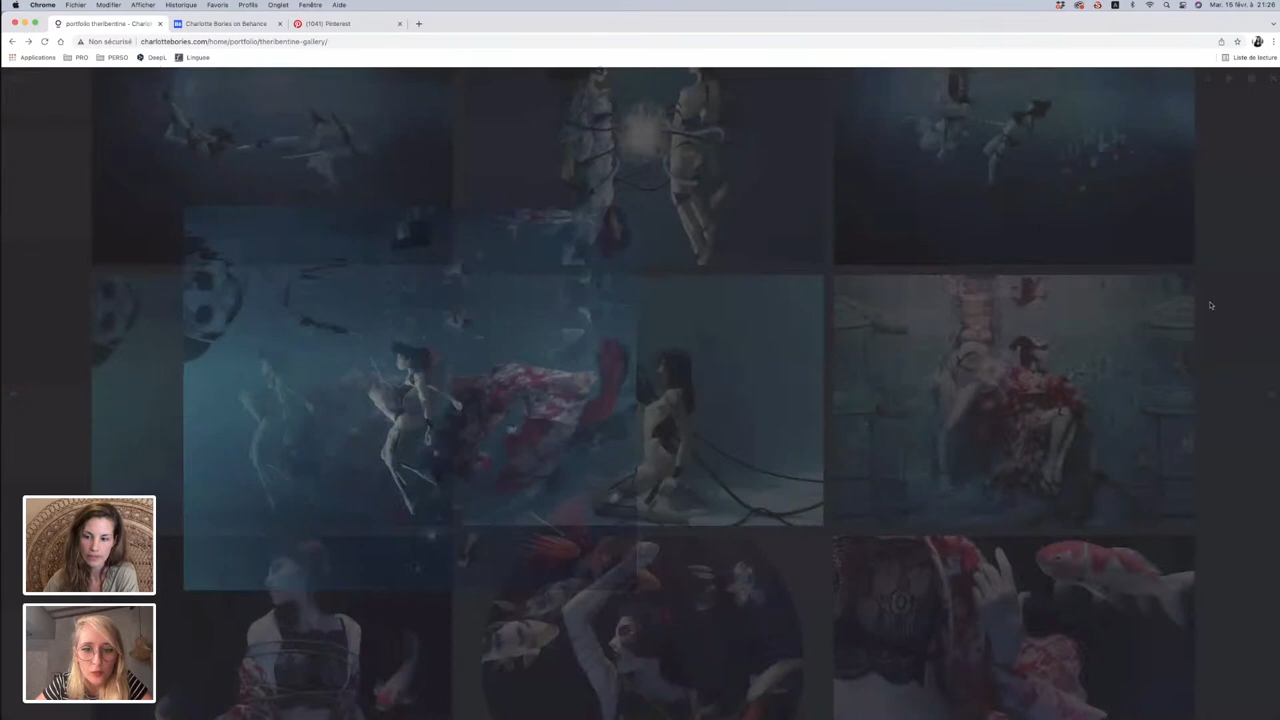 Chrome Fichier Modifier Afficher Historique Favoris Profils Onglet Fenêtre Aide Mar. 15 févr. à 21:26
portfolio theribentine - Charlot Charlotte Bories on Behance (1041) Pinterest
Non sécurisé charlottebories.com/home/portfolio/theribentine-gallery/
Applications PRO PERSO DeepL Linguee Liste de lecture